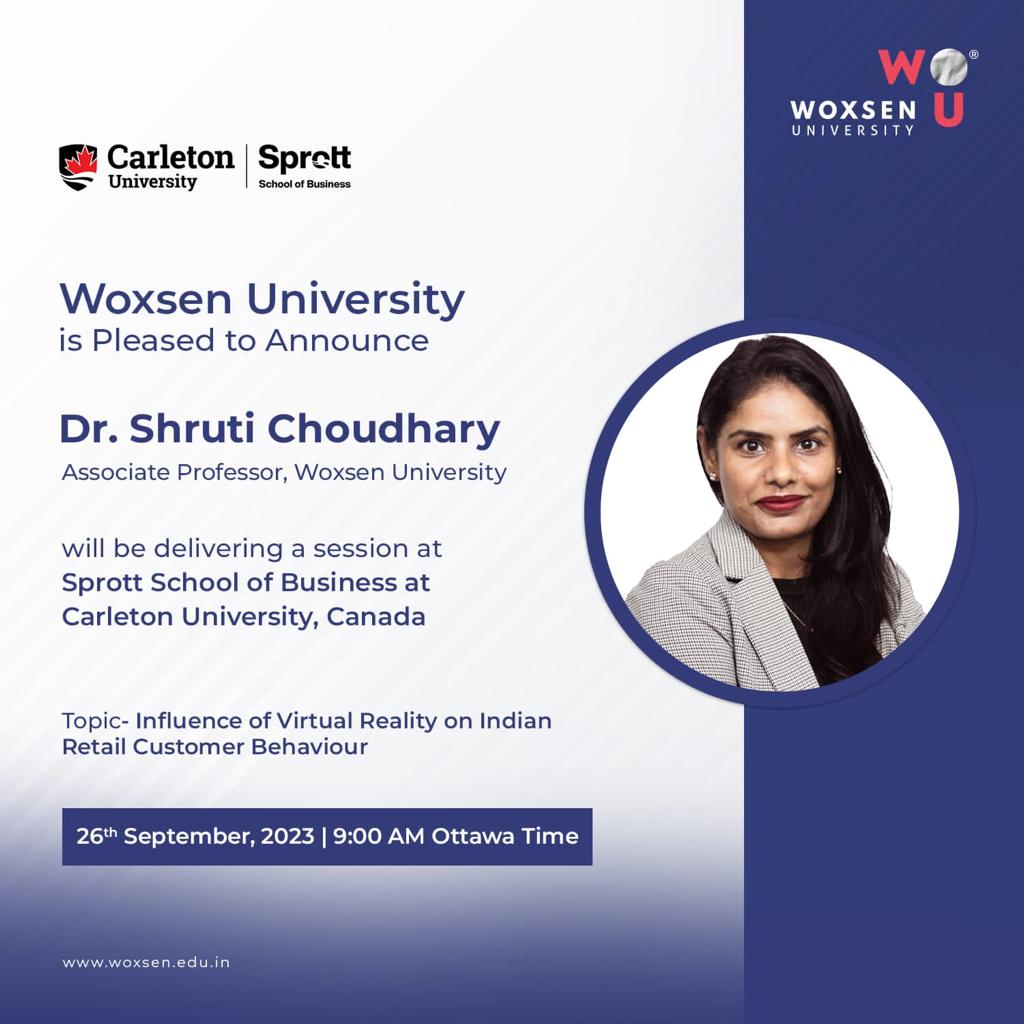 WO®
WOXSEN U
UNIVERSITY
Carleton University | Sprott School of Business
Woxsen University
is Pleased to Announce
Dr. Shruti Choudhary
Associate Professor, Woxsen University
will be delivering a session at
Sprott School of Business at
Carleton University, Canada
Topic- Influence of Virtual Reality on Indian
Retail Customer Behaviour
26th September, 2023 | 9:00 AM Ottawa Time
www.woxsen.edu.in